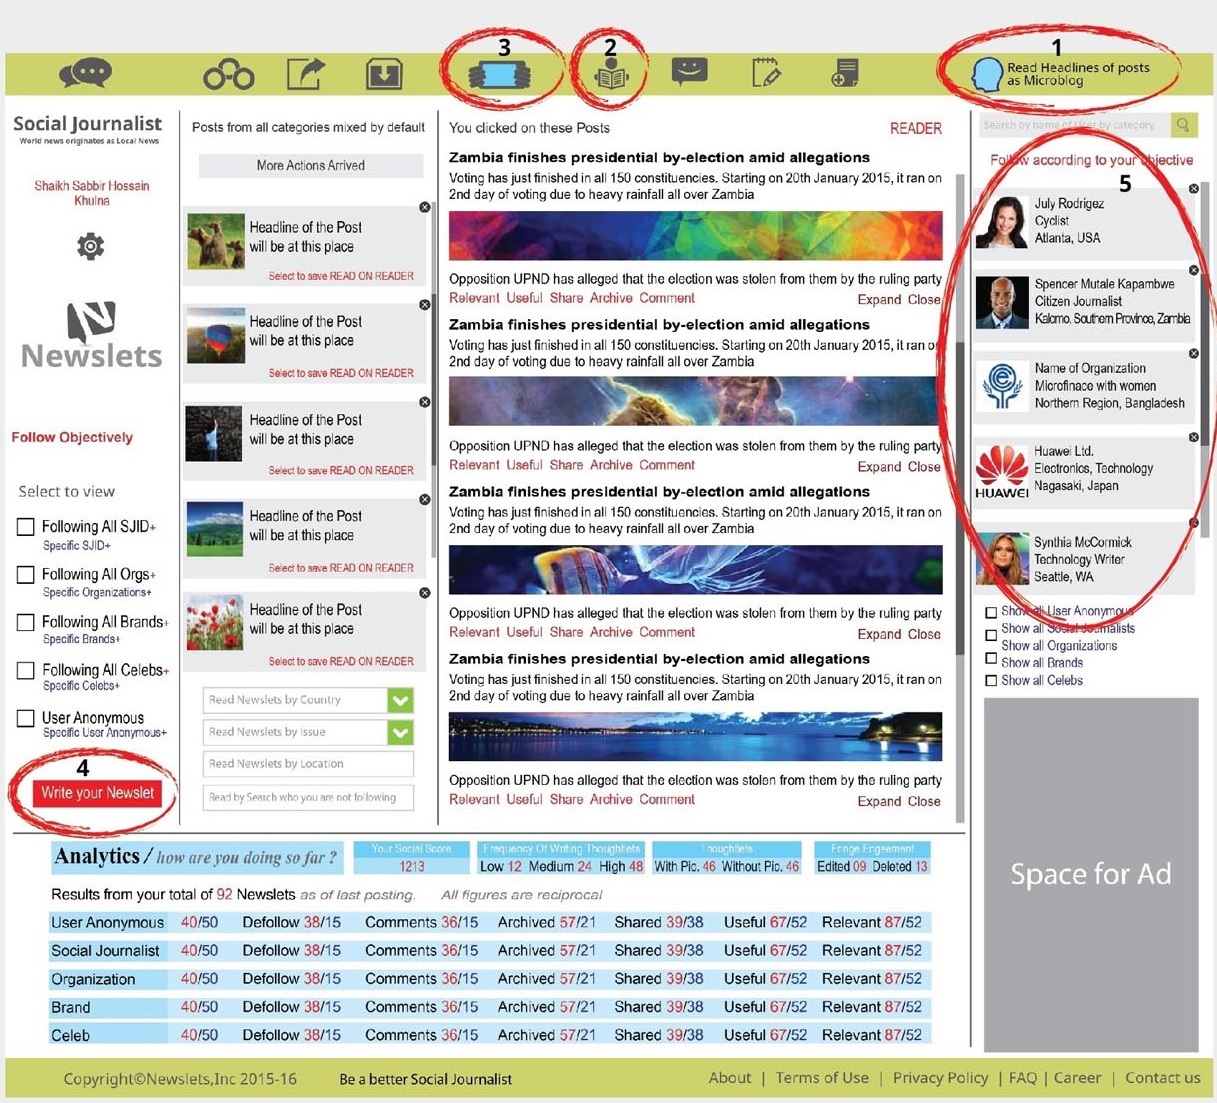 3
2
1
Read Headlines of posts
as Microblog
Social Journalist
World news originates as Local News
Shaikh Sabbir Hossain
Khulna
N
Newslets
Follow Objectively
Select to view
Following All SJID+
Specific SJID+
Following All Orgs+
Specific Organizations+
Following All Brands+
Specific Brands+
Following All Celebs+
Specific Celebs+
User Anonymous
Specific User Anonymous+
4
Write your Newslet
Posts from all categories mixed by default
More Actions Arrived
Headline of the Post
will be at this place
Select to save READ ON READER
Headline of the Post
will be at this place
Select to save READ ON READER
Headline of the Post
will be at this place
Select to save READ ON READER
Headline of the Post
will be at this place
Select to save READ ON READER
Headline of the Post
will be at this place
Select to save READ ON READER
Read Newslets by Country
Read Newslets by Issue
Read Newslets by Location
Read by Search who you are not following
You clicked on these Posts READER
Zambia finishes presidential by-election amid allegations
Voting has just finished in all 150 constituencies. Starting on 20th January 2015, it ran on
2nd day of voting due to heavy rainfall all over Zambia
Opposition UPND has alleged that the election was stolen from them by the ruling party
Relevant Useful Share Archive Comment Expand Close
Zambia finishes presidential by-election amid allegations
Voting has just finished in all 150 constituencies. Starting on 20th January 2015, it ran on
2nd day of voting due to heavy rainfall all over Zambia
Opposition UPND has alleged that the election was stolen from them by the ruling party
Relevant Useful Share Archive Comment Expand Close
Zambia finishes presidential by-election amid allegations
Voting has just finished in all 150 constituencies. Starting on 20th January 2015, it ran on
2nd day of voting due to heavy rainfall all over Zambia
Opposition UPND has alleged that the election was stolen from them by the ruling party
Relevant Useful Share Archive Comment Expand Close
Zambia finishes presidential by-election amid allegations
Voting has just finished in all 150 constituencies. Starting on 20th January 2015, it ran on
2nd day of voting due to heavy rainfall all over Zambia
Opposition UPND has alleged that the election was stolen from them by the ruling party
Relevant Useful Share Archive Comment Expand Close
Search by name of User by category
Follow according to your objective
5
July Rodrigez
Cyclist
Atlanta, USA
Spencer Mutale Kapambwe
Citizen Journalist
Kalomo, Southern Province, Zambia
Name of Organization
Microfinace with women
Northern Region, Bangladesh
HUAWEI
Huawei Ltd.
Electronics, Technology
Nagasaki, Japan
Synthia McCormick
Technology Writer
Seattle, WA
Show all User Anonymous
Show all Social Journalists
Show all Organizations
Show all Brands
Show all Celebs
Space for Ad
Analytics / how are you doing so far ?
Your Social Score
1213
Frequency Of Writing Thoughtlets
Low 12 Medium 24 High 48
Thoughtlets
With Pic. 46 Without Pic. 46
Fringe Engaement
Edited 09 Deleted 13
Results from your total of 92 Newslets as of last posting. All figures are reciprocal
User Anonymous 40/50 Defollow 38/15 Comments 36/15 Archived 57/21 Shared 39/38 Useful 67/52 Relevant 87/52
Social Journalist 40/50 Defollow 38/15 Comments 36/15 Archived 57/21 Shared 39/38 Useful 67/52 Relevant 87/52
Organization 40/50 Defollow 38/15 Comments 36/15 Archived 57/21 Shared 39/38 Useful 67/52 Relevant 87/52
Brand 40/50 Defollow 38/15 Comments 36/15 Archived 57/21 Shared 39/38 Useful 67/52 Relevant 87/52
Celeb 40/50 Defollow 38/15 Comments 36/15 Archived 57/21 Shared 39/38 Useful 67/52 Relevant 87/52
Copyright©Newslets,Inc 2015-16 Be a better Social Journalist About | Terms of Use | Privacy Policy | FAQ | Career | Contact us